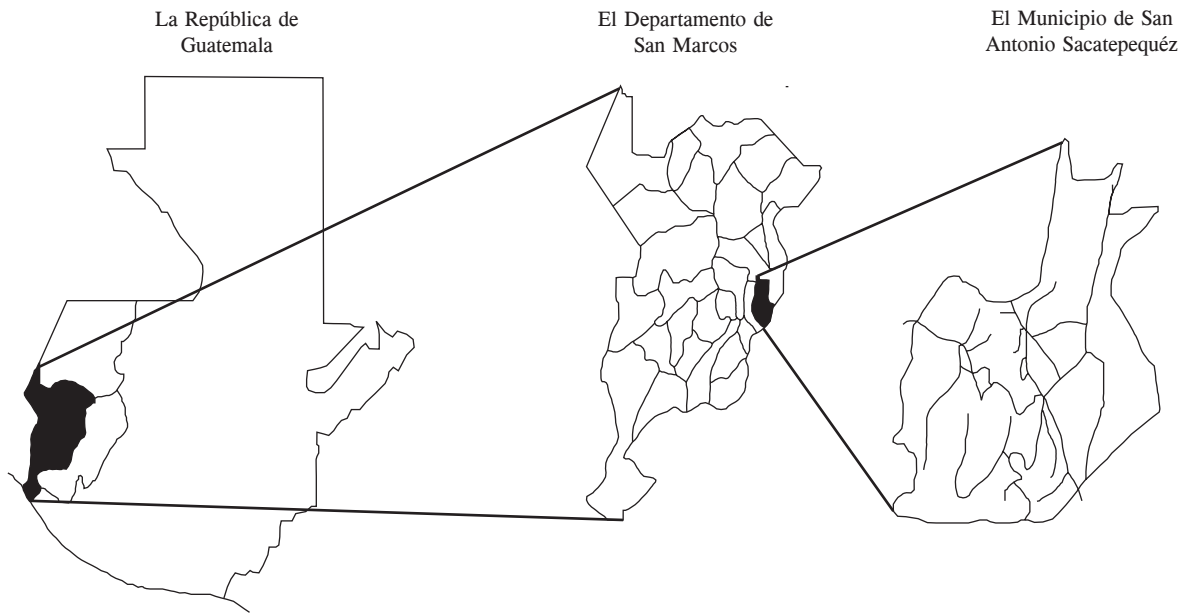 La República de
Guatemala
El Departamento de
San Marcos
El Municipio de San
Antonio Sacatepequéz